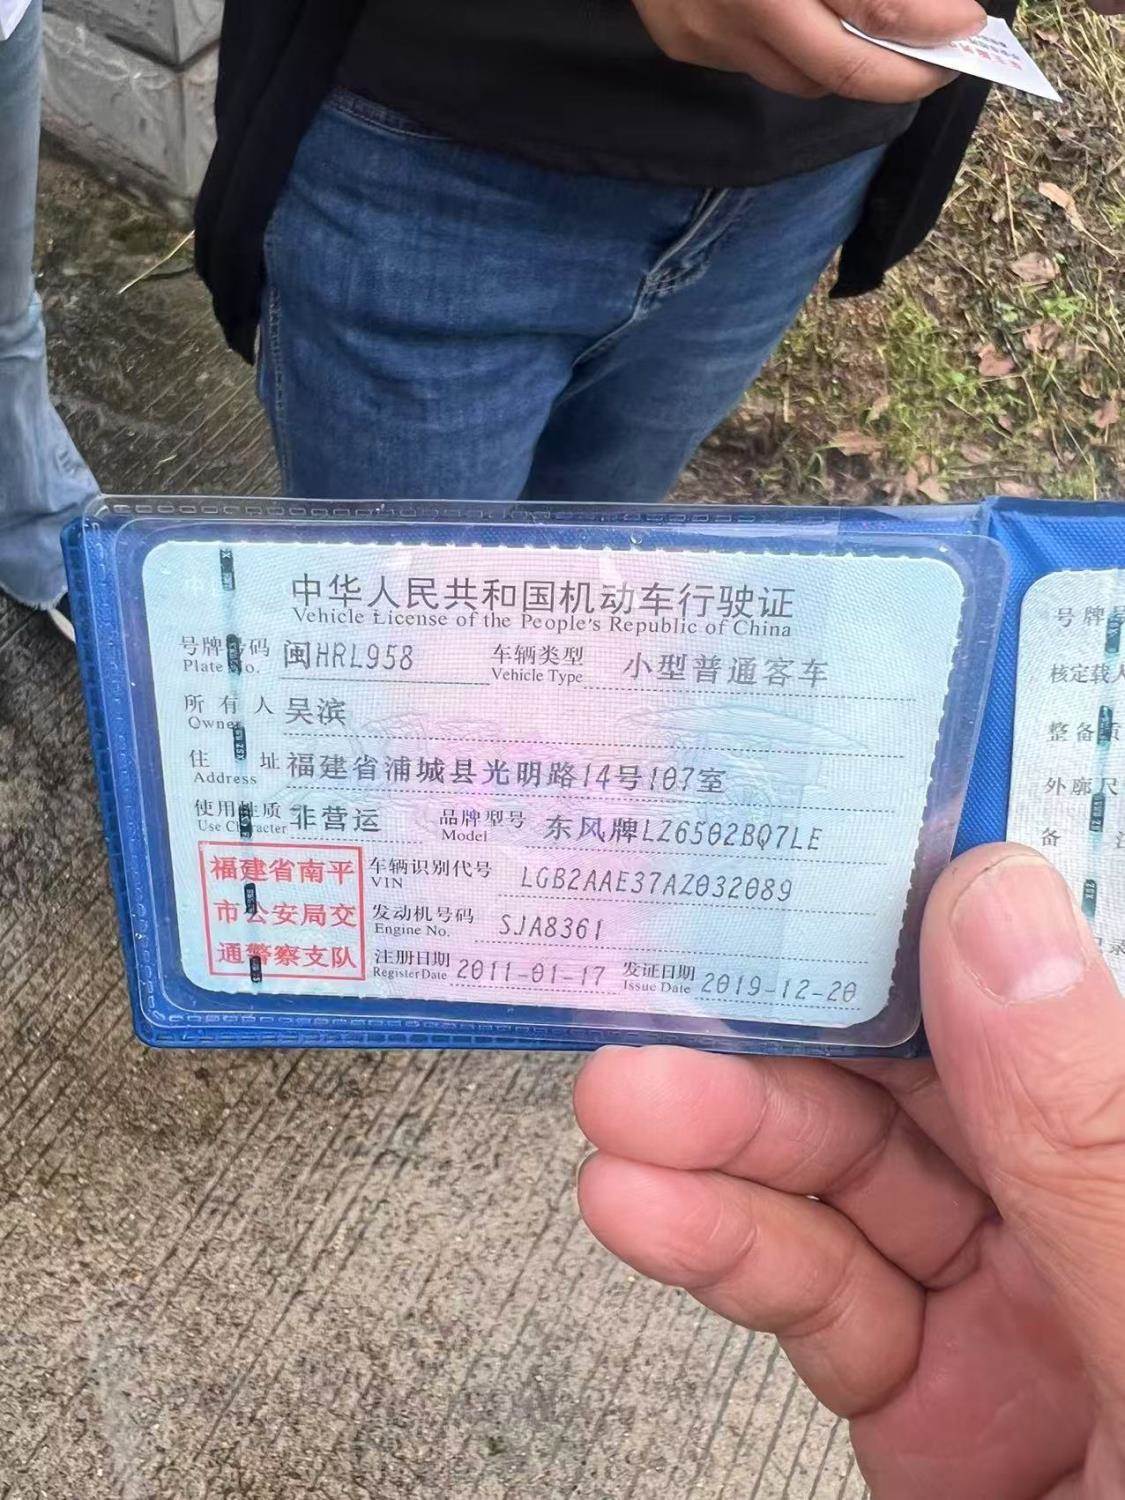 中华人民共和国机动车行驶证
Vehicle License of the People's Republic of China
号牌号码 闽HRL958 车辆类型 小型普通客车
Plate No. Vehicle Type
所有人 吴滨
Owner
住址 福建省浦城县光明路14号107室
Address
使用性质 非营运 品牌型号 东风牌LZ6502BQ7LE
Use Character Model
福建省南平
市公安局交
通警察支队
车辆识别代号 LGB2AAE37AZ032089
VIN
发动机号码 SJA8361
Engine No.
注册日期 2011-01-17 发证日期 2019-12-20
Register Date Issue Date
号牌号
核定载人
整备质
外廓尺
备 注